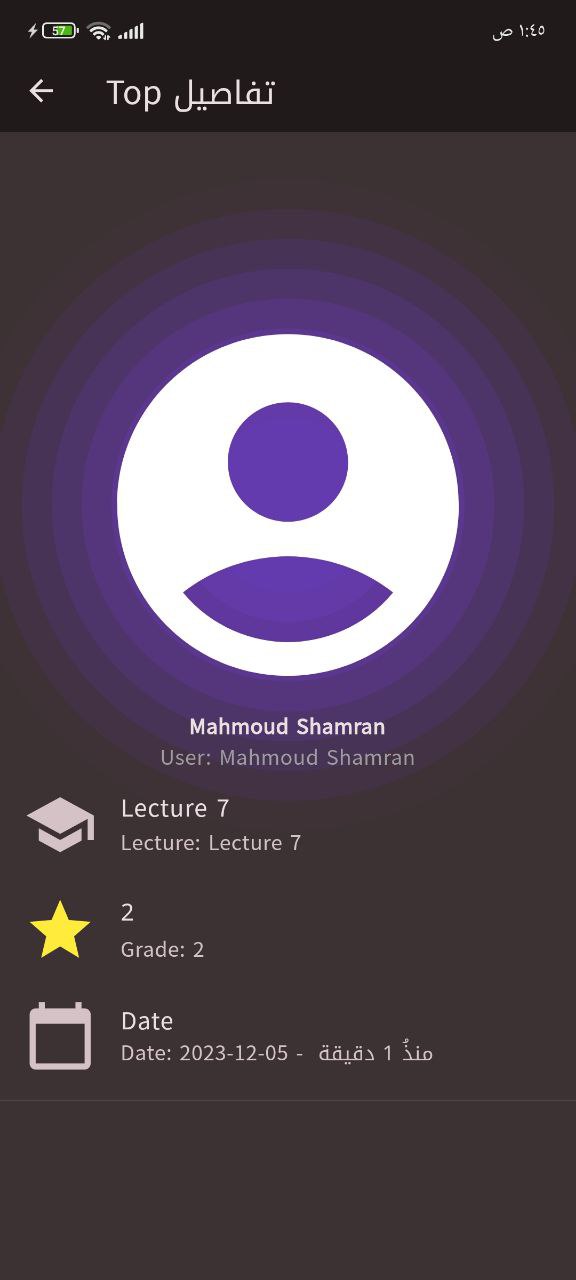 57
١:٤٥ ص
تفاصيل Top
Mahmoud Shamran
User: Mahmoud Shamran
Lecture 7
Lecture: Lecture 7
2
Grade: 2
Date
Date: 2023-12-05 - منذُ 1 دقيقة